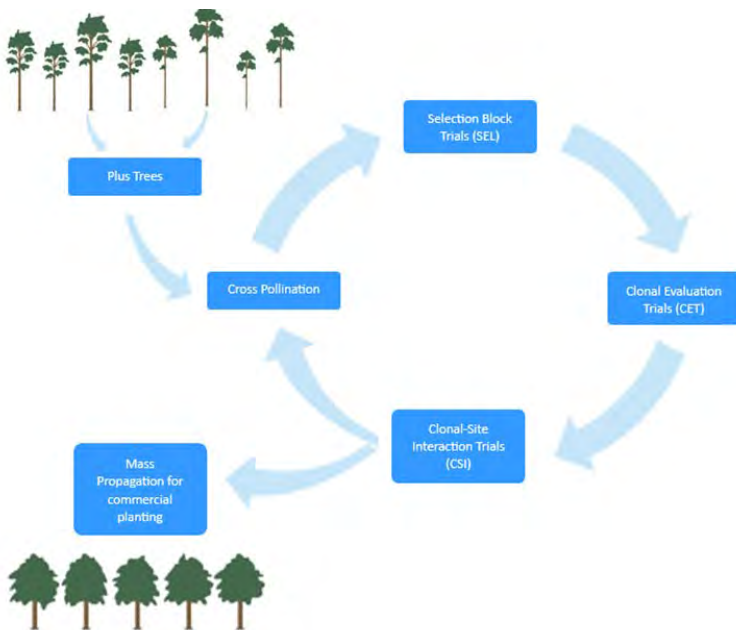 Selection Block
Trials (SEL)
Plus Trees
Cross Pollination
Clonal Evaluation
Trials (CET)
Clonal-Site
Interaction Trials
(CSI)
Mass
Propagation for
commercial
planting